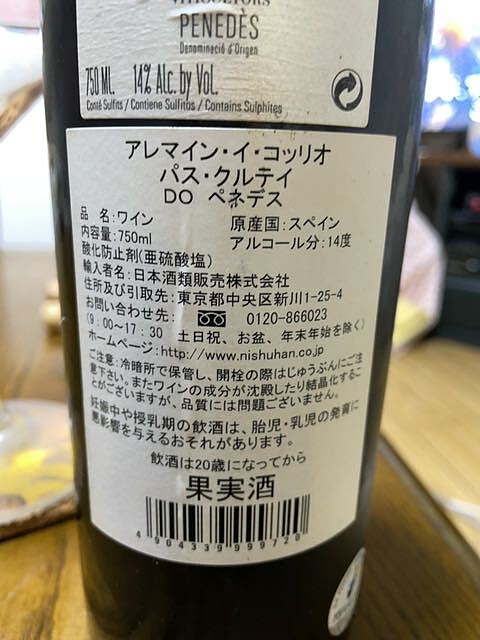 VITICULTORS
PENEDÈS
Denominació d'Origen
750 ML. 14% Alc. by Vol.
Conté Sulfits / Contiene Sulfitos / Contains Sulphites
アレマイン・イ・コッリオ
パス・クルテイ
DO ペネデス
品 名:ワイン 原産国:スペイン
内容量:750ml アルコール分:14度
酸化防止剤(亜硫酸塩)
輸入者名:日本酒類販売株式会社
住所及び引取先:東京都中央区新川1-25-4
お問い合わせ先: 0120-866023
(9:00~17:30 土日祝、お盆、年末年始を除く)
ホームページ:http://www.nishuhan.co.jp
ご注意:冷暗所で保管し、開栓の際はじゅうぶんにご注
意下さい。またワインの成分が沈殿したり結晶化するこ
とがございますが、品質には問題ございません。
妊娠中や授乳期の飲酒は、胎児・乳児の発育に
悪影響を与えるおそれがあります。
飲酒は20歳になってから
果実酒
4904339999720